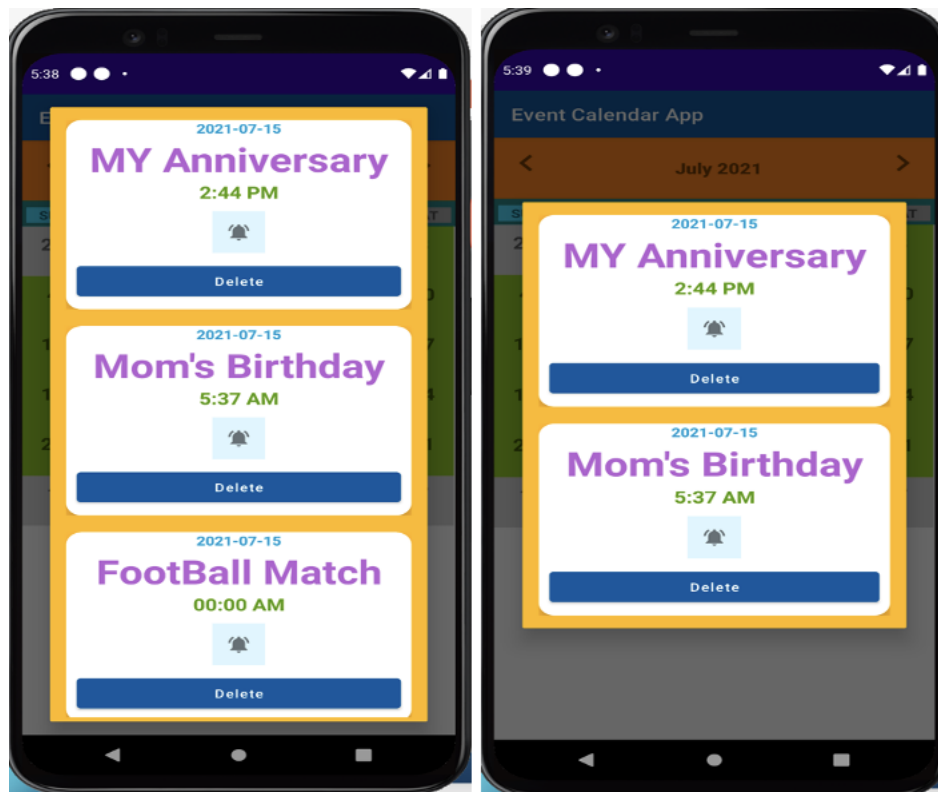 5:38
E
2021-07-15
MY Anniversary
2:44 PM
Delete
2021-07-15
Mom's Birthday
5:37 AM
Delete
2021-07-15
FootBall Match
00:00 AM
Delete
5:39
Event Calendar App
< July 2021 >
2021-07-15
MY Anniversary
2:44 PM
Delete
2021-07-15
Mom's Birthday
5:37 AM
Delete